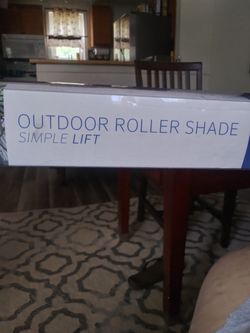 OUTDOOR ROLLER SHADE
SIMPLE LIFT